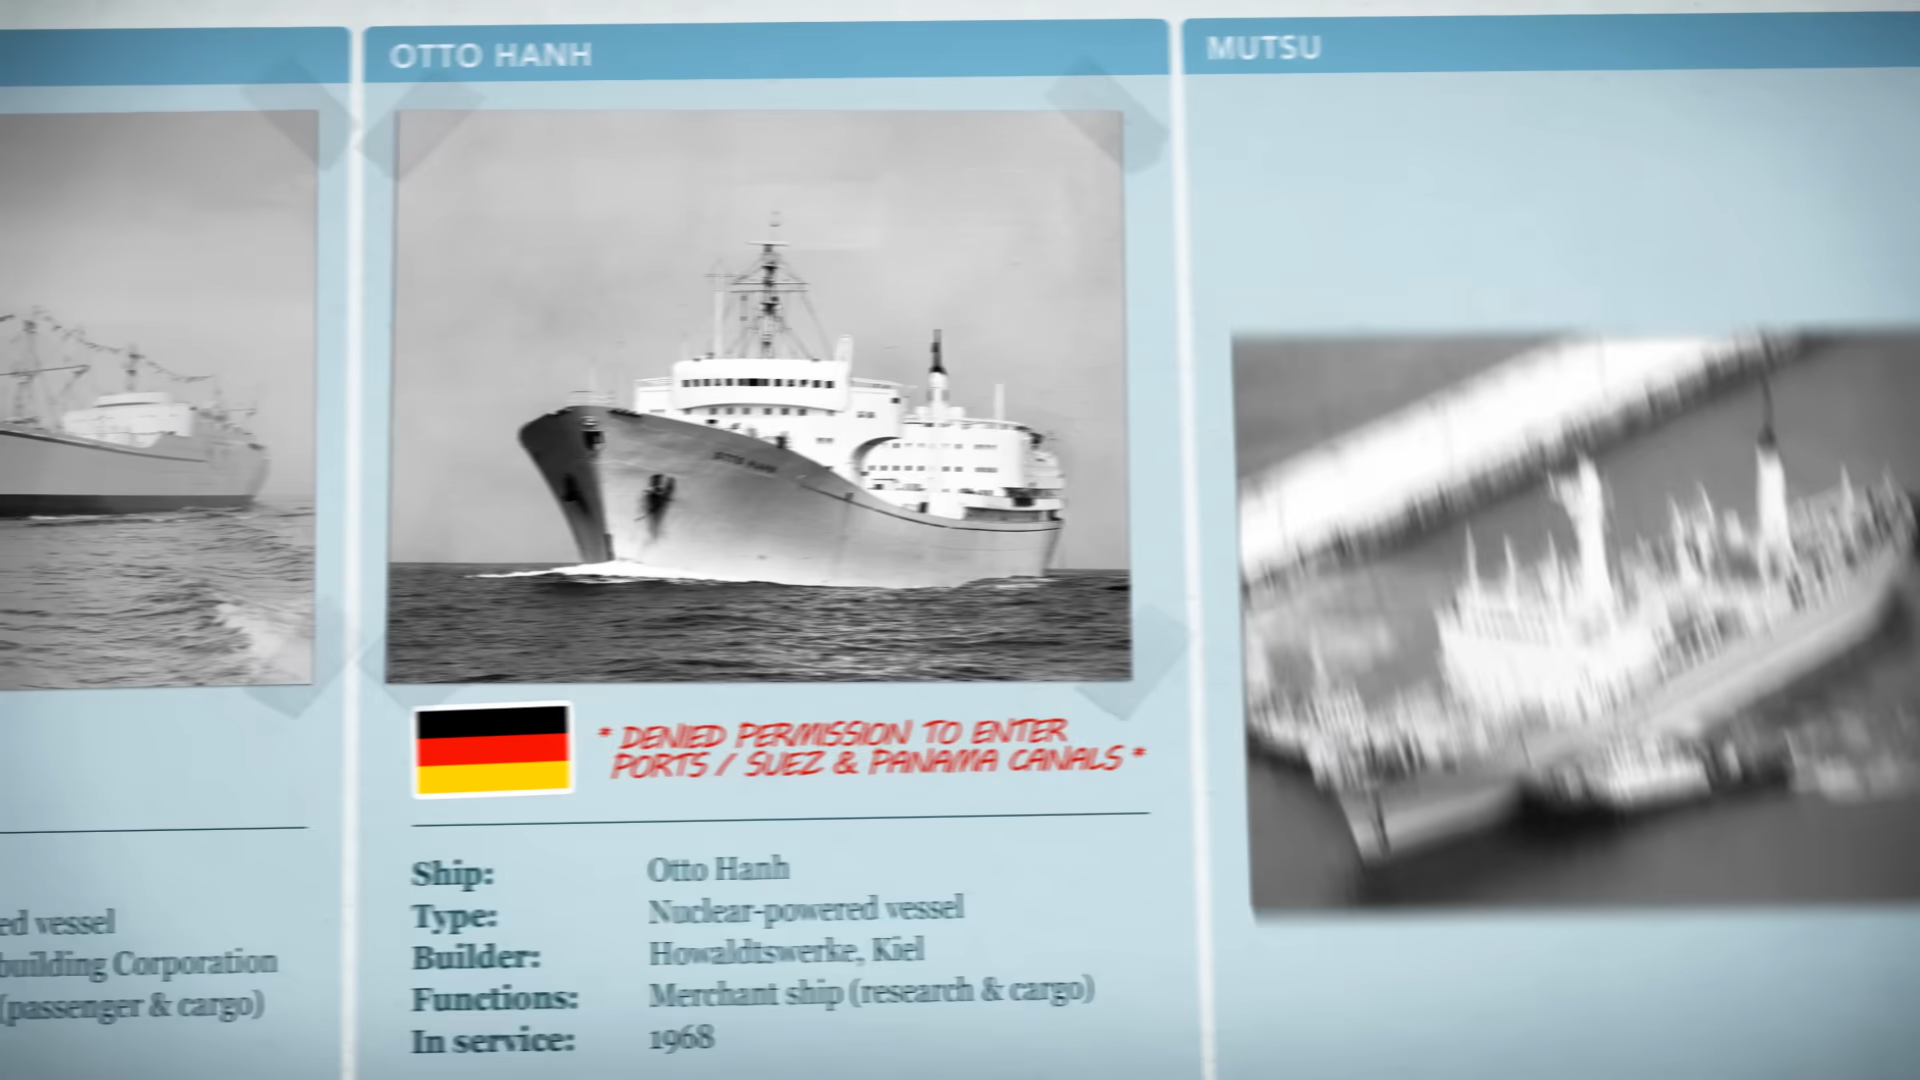 OTTO HANH
MUTSU
* DENIED PERMISSION TO ENTER
PORTS / SUEZ & PANAMA CANALS *
ed vessel
building Corporation
(passenger & cargo)
Ship: Otto Hanh
Type: Nuclear-powered vessel
Builder: Howaldtswerke, Kiel
Functions: Merchant ship (research & cargo)
In service: 1968